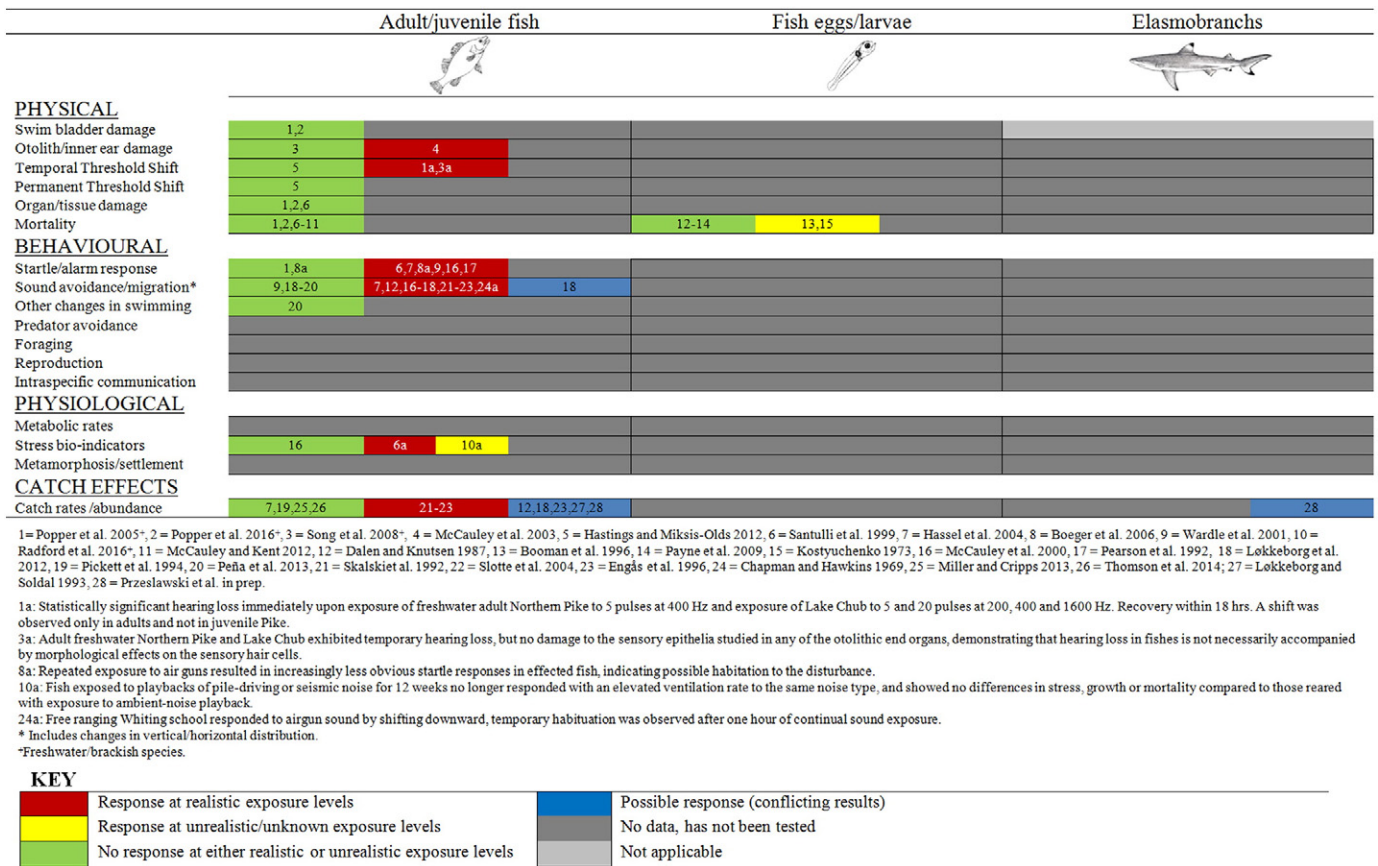 Adult/juvenile fish Fish eggs/larvae Elasmobranchs
PHYSICAL
Swim bladder damage 1,2
Otolith/inner ear damage 3 4
Temporal Threshold Shift 5 1a,3a
Permanent Threshold Shift 5
Organ/tissue damage 1,2,6
Mortality 1,2,6-11 12-14 13,15
BEHAVIOURAL
Startle/alarm response 1,8a 6,7,8a,9,16,17
Sound avoidance/migration* 9,18-20 7,12,16-18,21-23,24a 18
Other changes in swimming 20
Predator avoidance
Foraging
Reproduction
Intraspecific communication
PHYSIOLOGICAL
Metabolic rates
Stress bio-indicators 16 6a 10a
Metamorphosis/settlement
CATCH EFFECTS
Catch rates /abundance 7,19,25,26 21-23 12,18,23,27,28 28
1= Popper et al. 2005⁺, 2 = Popper et al. 2016⁺, 3 = Song et al. 2008⁺, 4 = McCauley et al. 2003, 5 = Hastings and Miksis-Olds 2012, 6 = Santulli et al. 1999, 7 = Hassel et al. 2004, 8 = Boeger et al. 2006, 9 = Wardle et al. 2001, 10 =
Radford et al. 2016⁺, 11 = McCauley and Kent 2012, 12 = Dalen and Knutsen 1987, 13 = Booman et al. 1996, 14 = Payne et al. 2009, 15 = Kostyuchenko 1973, 16 = McCauley et al. 2000, 17 = Pearson et al. 1992, 18 = Løkkeborg et al.
2012, 19 = Pickett et al. 1994, 20 = Peña et al. 2013, 21 = Skalskiet al. 1992, 22 = Slotte et al. 2004, 23 = Engås et al. 1996, 24 = Chapman and Hawkins 1969, 25 = Miller and Cripps 2013, 26 = Thomson et al. 2014; 27 = Løkkeborg and
Soldal 1993, 28 = Przeslawski et al. in prep.
1a: Statistically significant hearing loss immediately upon exposure of freshwater adult Northern Pike to 5 pulses at 400 Hz and exposure of Lake Chub to 5 and 20 pulses at 200, 400 and 1600 Hz. Recovery within 18 hrs. A shift was
observed only in adults and not in juvenile Pike.
3a: Adult freshwater Northern Pike and Lake Chub exhibited temporary hearing loss, but no damage to the sensory epithelia studied in any of the otolithic end organs, demonstrating that hearing loss in fishes is not necessarily accompanied
by morphological effects on the sensory hair cells.
8a: Repeated exposure to air guns resulted in increasingly less obvious startle responses in effected fish, indicating possible habitation to the disturbance.
10a: Fish exposed to playbacks of pile-driving or seismic noise for 12 weeks no longer responded with an elevated ventilation rate to the same noise type, and showed no differences in stress, growth or mortality compared to those reared
with exposure to ambient-noise playback.
24a: Free ranging Whiting school responded to airgun sound by shifting downward, temporary habituation was observed after one hour of continual sound exposure.
* Includes changes in vertical/horizontal distribution.
⁺Freshwater/brackish species.
KEY
Response at realistic exposure levels Possible response (conflicting results)
Response at unrealistic/unknown exposure levels No data, has not been tested
No response at either realistic or unrealistic exposure levels Not applicable